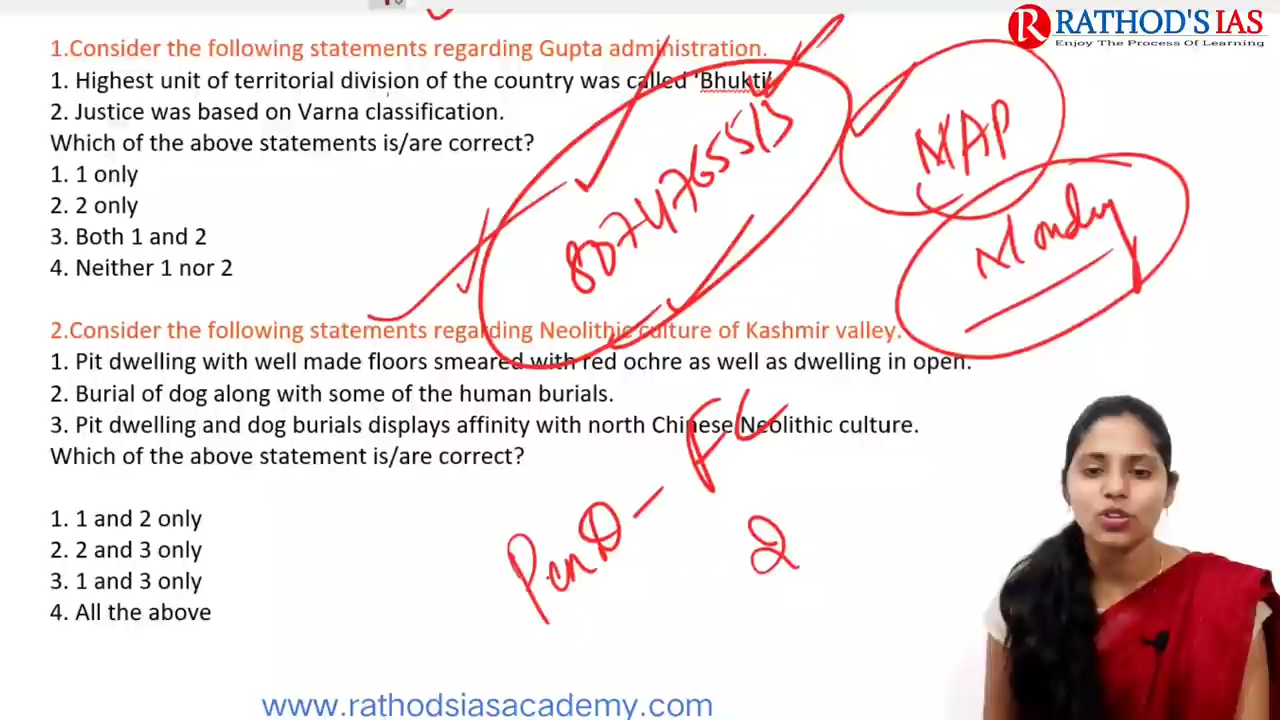 RATHOD'S IAS
Enjoy The Process Of Learning
1.Consider the following statements regarding Gupta administration.
1. Highest unit of territorial division of the country was called ‘Bhukti’.
2. Justice was based on Varna classification.
Which of the above statements is/are correct?
1. 1 only
2. 2 only
3. Both 1 and 2
4. Neither 1 nor 2
8074765513
MAP
Monday
2.Consider the following statements regarding Neolithic culture of Kashmir valley.
1. Pit dwelling with well made floors smeared with red ochre as well as dwelling in open.
2. Burial of dog along with some of the human burials.
3. Pit dwelling and dog burials displays affinity with north Chinese Neolithic culture.
Which of the above statement is/are correct?
1. 1 and 2 only
2. 2 and 3 only
3. 1 and 3 only
4. All the above
2
www.rathodsiasacademy.com